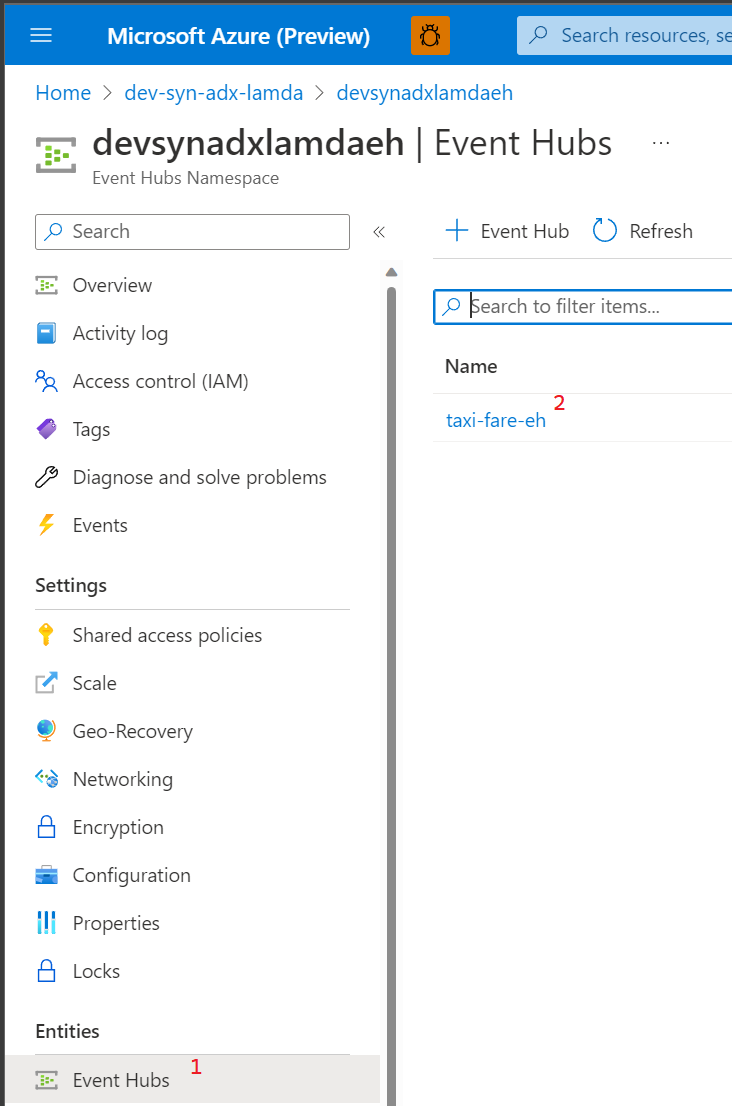 Microsoft Azure (Preview)
Search resources, se
Home > dev-syn-adx-lamda > devsynadxlamdaeh
devsynadxlamdaeh | Event Hubs ...
Event Hubs Namespace
Search «
+ Event Hub Refresh
Overview
Activity log
Access control (IAM)
Tags
Diagnose and solve problems
Events
Settings
Shared access policies
Scale
Geo-Recovery
Networking
Encryption
Configuration
Properties
Locks
Entities
Event Hubs 1
Search to filter items...
Name
taxi-fare-eh 2